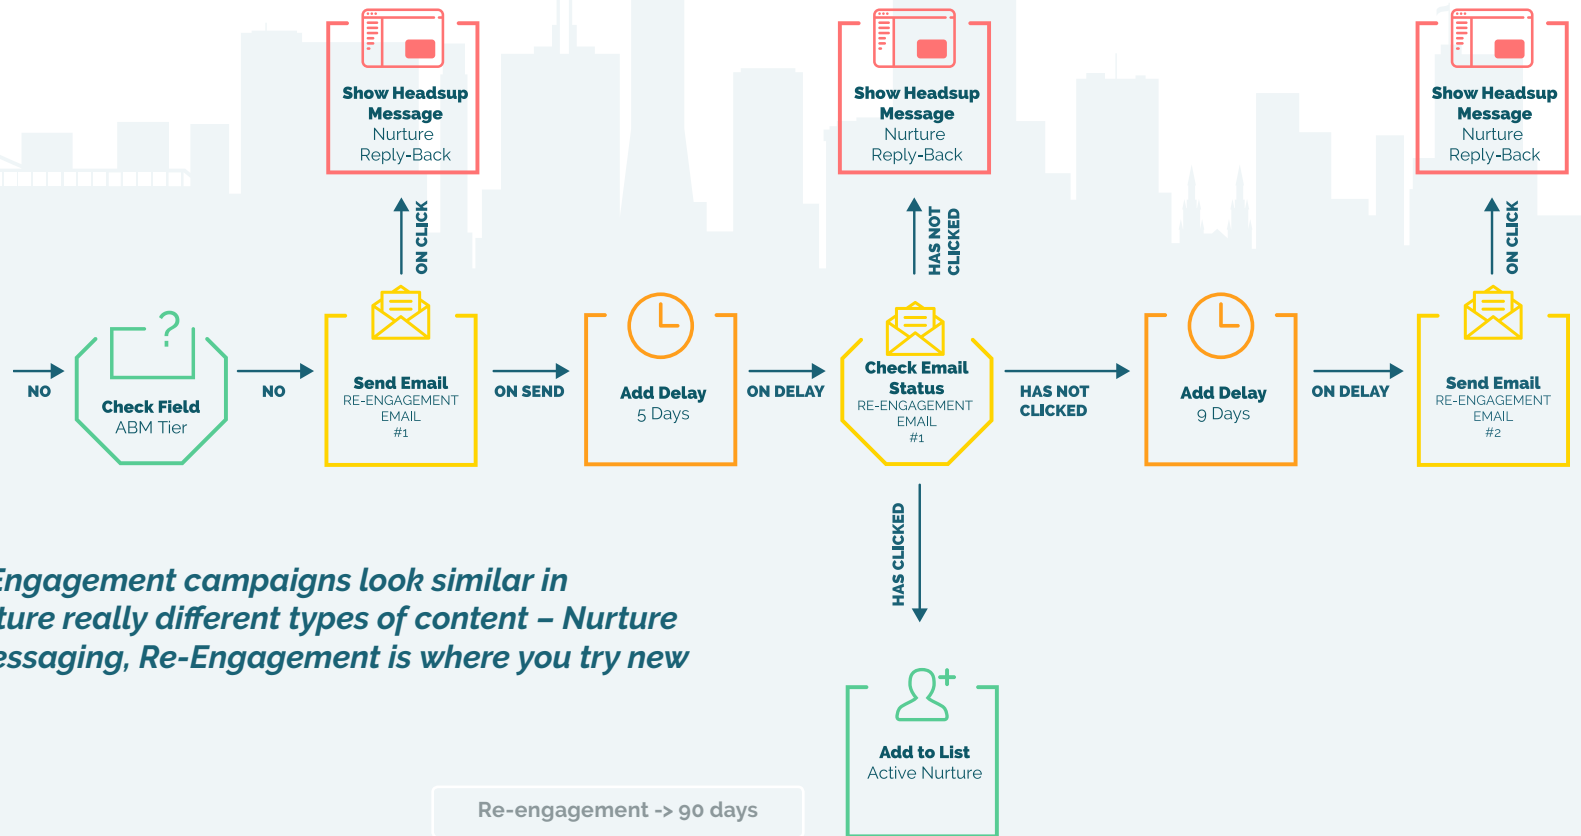 Show Headsup
Message
Nurture
Reply-Back
Show Headsup
Message
Nurture
Reply-Back
Show Headsup
Message
Nurture
Reply-Back
ON CLICK
HAS NOT
CLICKED
ON CLICK
NO
?
Check Field
ABM Tier
NO
Send Email
RE-ENGAGEMENT
EMAIL
#1
ON SEND
Add Delay
5 Days
ON DELAY
Check Email
Status
RE-ENGAGEMENT
EMAIL
#1
HAS NOT
CLICKED
Add Delay
9 Days
ON DELAY
Send Email
RE-ENGAGEMENT
EMAIL
#2
HAS CLICKED
Engagement campaigns look similar in
ture really different types of content – Nurture
essaging, Re-Engagement is where you try new
Add to List
Active Nurture
Re-engagement -> 90 days